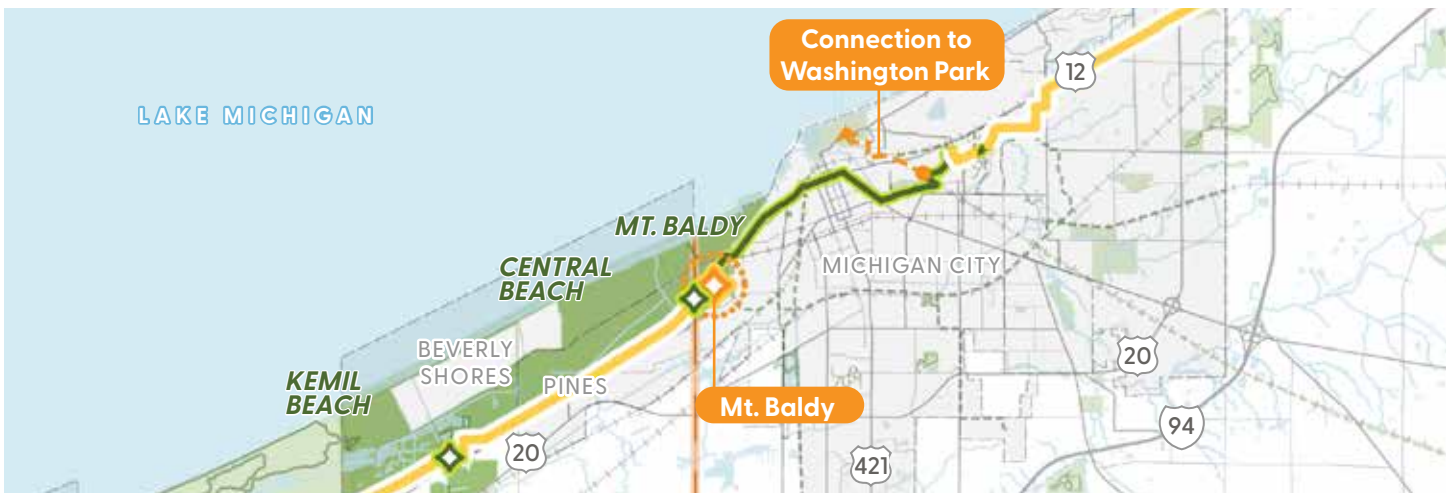 Connection to
Washington Park
12
LAKE MICHIGAN
MT. BALDY
CENTRAL
BEACH
MICHIGAN CITY
BEVERLY
SHORES
PINES
20
KEMIL
BEACH
Mt. Baldy
94
20
421